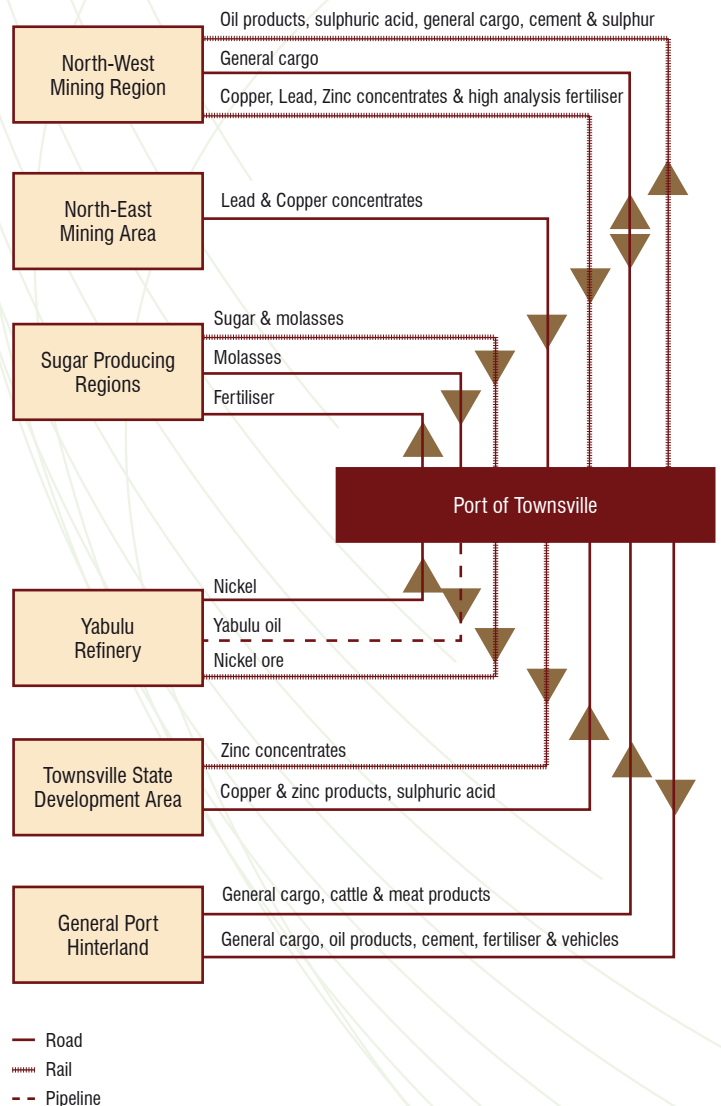 Oil products, sulphuric acid, general cargo, cement & sulphur
North-West
Mining Region
General cargo
Copper, Lead, Zinc concentrates & high analysis fertiliser
North-East
Mining Area
Lead & Copper concentrates
Sugar & molasses
Sugar Producing
Regions
Molasses
Fertiliser
Port of Townsville
Yabulu
Refinery
Nickel
Yabulu oil
Nickel ore
Townsville State
Development Area
Zinc concentrates
Copper & zinc products, sulphuric acid
General Port
Hinterland
General cargo, cattle & meat products
General cargo, oil products, cement, fertiliser & vehicles
Road
Rail
Pipeline